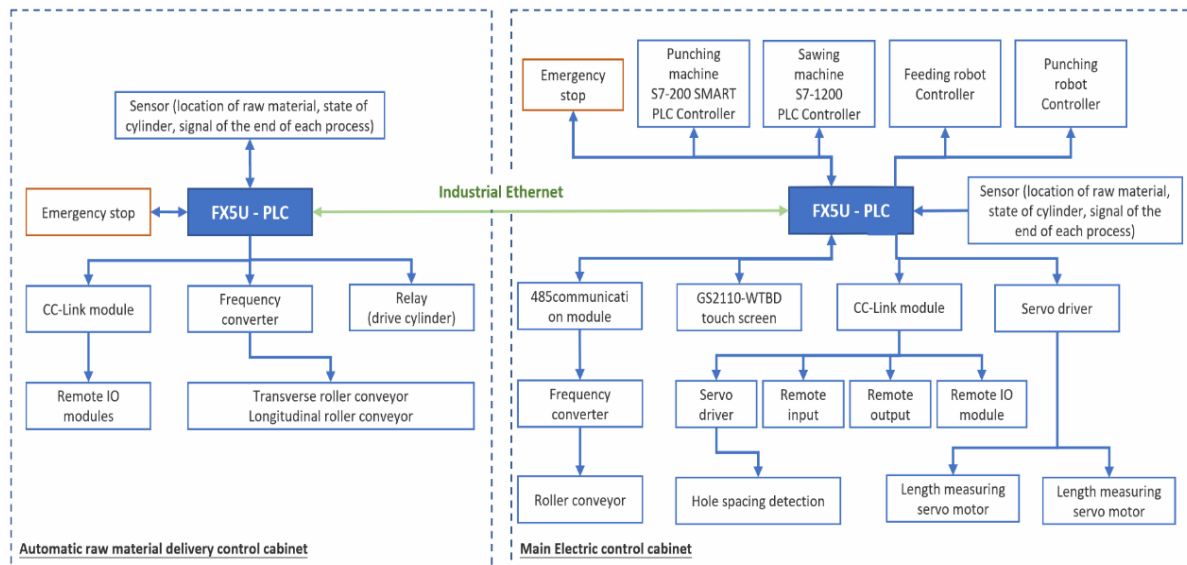 Sensor (location of raw material, state of
cylinder, signal of the end of each process)
Emergency stop
FX5U - PLC
CC-Link module
Frequency
converter
Relay
(drive cylinder)
Remote IO
modules
Transverse roller conveyor
Longitudinal roller conveyor
Automatic raw material delivery control cabinet
Industrial Ethernet
Emergency
stop
Punching
machine
S7-200 SMART
PLC Controller
Sawing
machine
S7-1200
PLC Controller
Feeding robot
Controller
Punching
robot
Controller
FX5U - PLC
Sensor (location of raw material,
state of cylinder, signal of the
end of each process)
485communicati
on module
GS2110-WTBD
touch screen
CC-Link module
Servo driver
Frequency
converter
Servo
driver
Remote
input
Remote
output
Remote IO
module
Roller conveyor
Hole spacing detection
Length measuring
servo motor
Length measuring
servo motor
Main Electric control cabinet